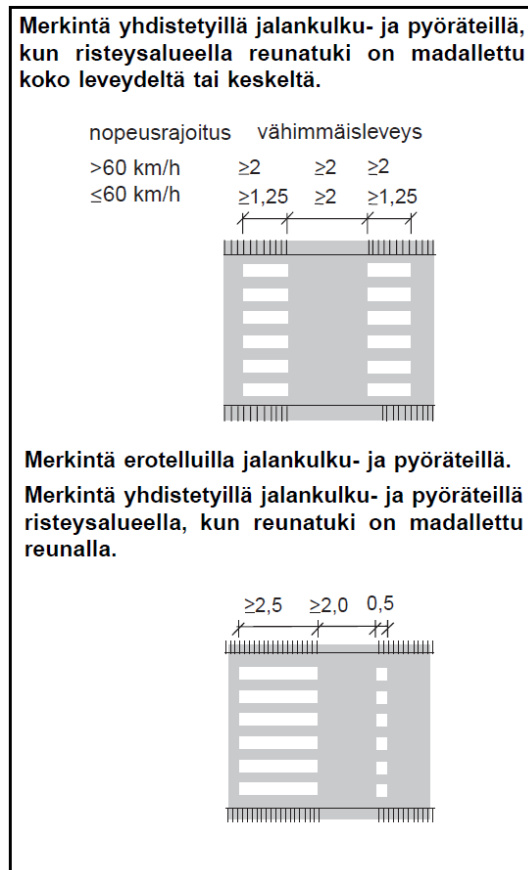 Merkintä yhdistetyillä jalankulku- ja pyöräteillä,
kun risteysalueella reunatuki on madallettu
koko leveydeltä tai keskeltä.
nopeusrajoitus vähimmäisleveys
>60 km/h ≥2 ≥2 ≥2
≤60 km/h ≥1,25 ≥2 ≥1,25
Merkintä erotelluilla jalankulku- ja pyöräteillä.
Merkintä yhdistetyillä jalankulku- ja pyöräteillä
risteysalueella, kun reunatuki on madallettu
reunalla.
≥2,5 ≥2,0 0,5